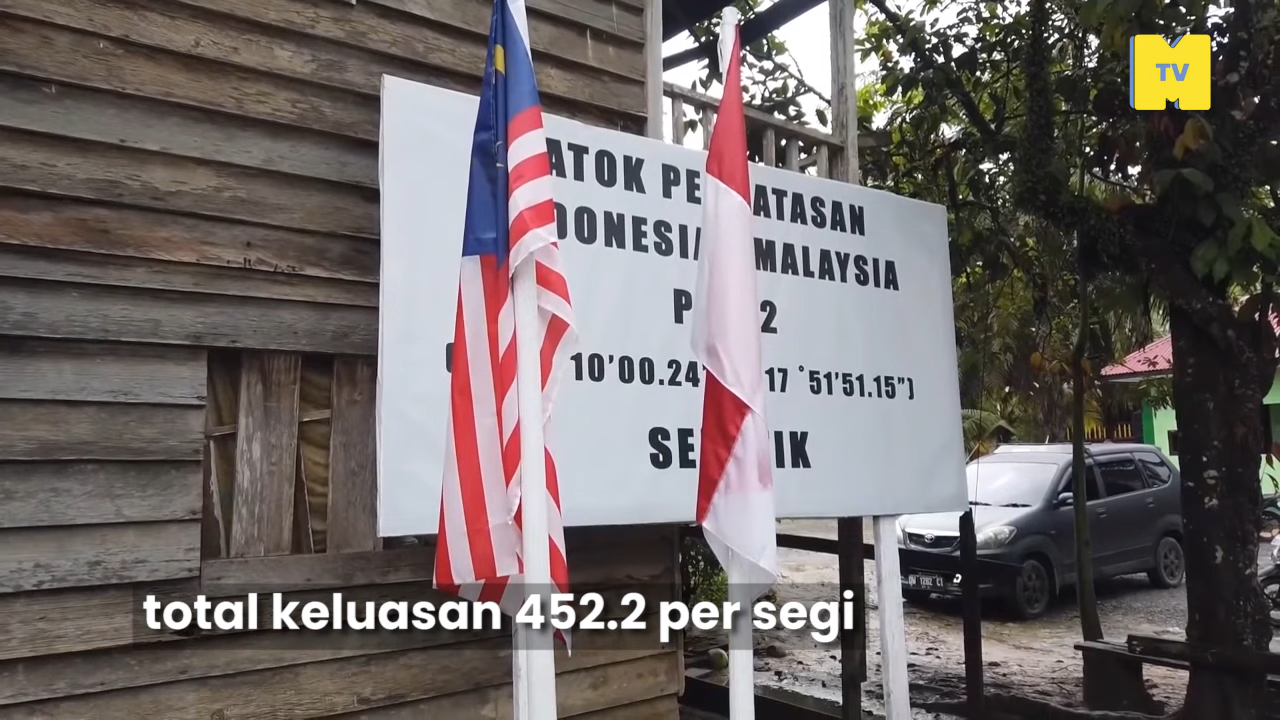 TV
ATOK PE ATASAN
DONESIA MALAYSIA
P 2
10'00.24" 17 °51'51.15")
SE IK
total keluasan 452.2 per segi